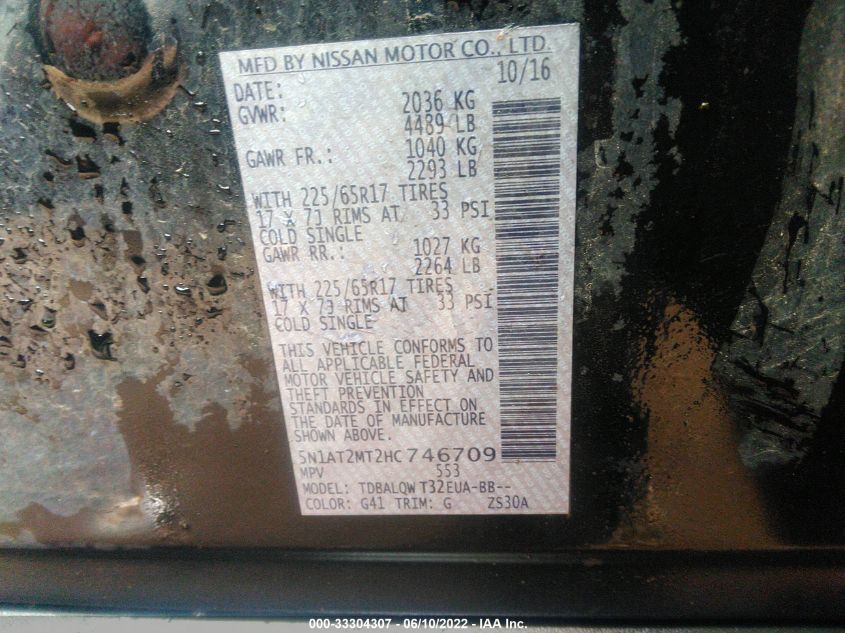 MFD BY NISSAN MOTOR CO., LTD.
DATE: 10/16
GVWR: 2036 KG
4489 LB
GAWR FR.: 1040 KG
2293 LB
WITH 225/65R17 TIRES
17 X 7J RIMS AT 33 PSI
COLD SINGLE
GAWR RR.: 1027 KG
2264 LB
WITH 225/65R17 TIRES
17 X 7J RIMS AT 33 PSI
COLD SINGLE
THIS VEHICLE CONFORMS TO
ALL APPLICABLE FEDERAL
MOTOR VEHICLE SAFETY AND
THEFT PREVENTION
STANDARDS IN EFFECT ON
THE DATE OF MANUFACTURE
SHOWN ABOVE.
5N1AT2MT2HC746709
MPV 553
MODEL: TDBALQW T32EUA-BB--
COLOR: G41 TRIM: G ZS30A
000-33304307 - 06/10/2022 - IAA Inc.